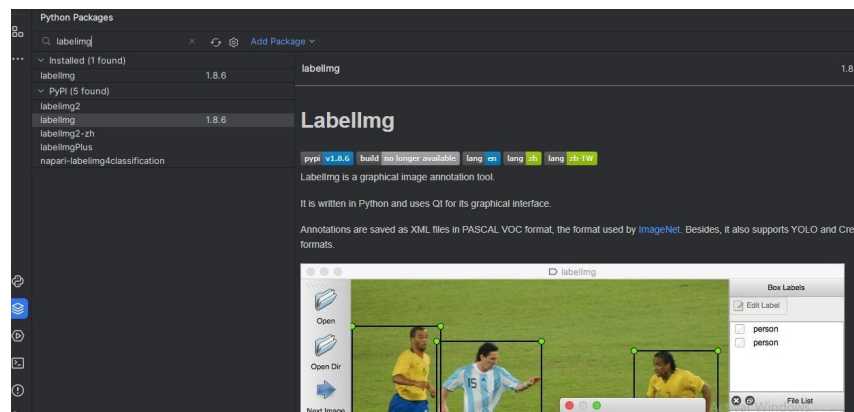 Python Packages
labelimg
Add Package
Installed (1 found)
labelImg 1.8.6
PyPI (5 found)
labelimg2
labelImg 1.8.6
labelImg2-zh
labelImgPlus
napari-labelimg4classification
labelImg 1.8
LabelImg
pypi v1.8.6 build no longer available lang en lang zh lang zh-TW
LabelImg is a graphical image annotation tool.
It is written in Python and uses Qt for its graphical interface.
Annotations are saved as XML files in PASCAL VOC format, the format used by ImageNet. Besides, it also supports YOLO and Cre
formats.
labelImg
Open
Open Dir
Next Image
15
Box Labels
Edit Label
person
person
File List
Activate Windows